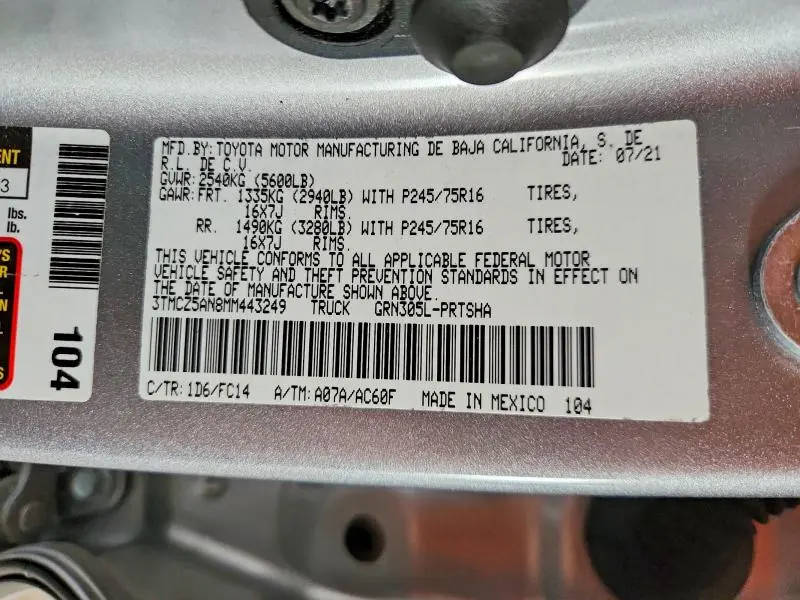 ENT
3
lbs.
lb.
'S
R
N
S
104
MFD.BY:TOYOTA MOTOR MANUFACTURING DE BAJA CALIFORNIA, S. DE
R.L. DE C.V. DATE: 07/21
GVWR:2540KG (5600LB)
GAWR:FRT. 1335KG (2940LB) WITH P245/75R16 TIRES,
16X7J RIMS.
RR. 1490KG (3280LB) WITH P245/75R16 TIRES,
16X7J RIMS.
THIS VEHICLE CONFORMS TO ALL APPLICABLE FEDERAL MOTOR
VEHICLE SAFETY AND THEFT PREVENTION STANDARDS IN EFFECT ON
THE DATE OF MANUFACTURE SHOWN ABOVE.
3TMCZ5AN8MM443249 TRUCK GRN305L-PRTSHA
C/TR:1D6/FC14 A/TM:A07A/AC60F MADE IN MEXICO 104